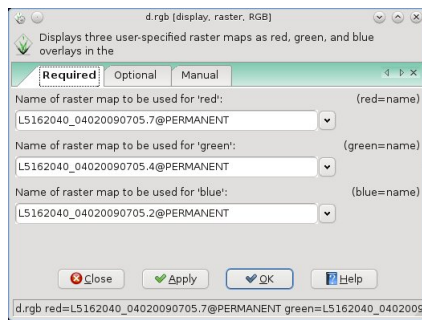 d.rgb [display, raster, RGB]
Displays three user-specified raster maps as red, green, and blue
overlays in the
Required Optional Manual
Name of raster map to be used for 'red': (red=name)
L5162040_04020090705.7@PERMANENT
Name of raster map to be used for 'green': (green=name)
L5162040_04020090705.4@PERMANENT
Name of raster map to be used for 'blue': (blue=name)
L5162040_04020090705.2@PERMANENT
Close Apply OK Help
d.rgb red=L5162040_04020090705.7@PERMANENT green=L5162040_0402009